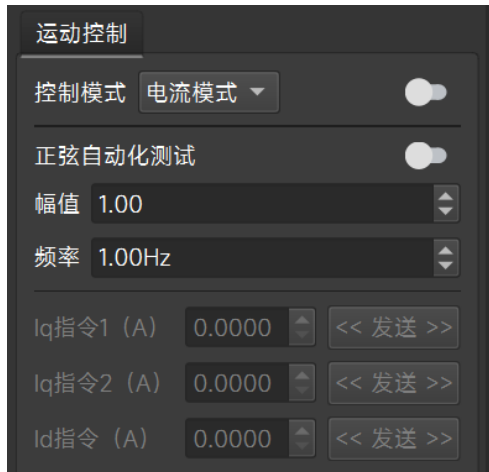 运动控制
控制模式 电流模式
正弦自动化测试
幅值 1.00
频率 1.00Hz
Iq指令1（A） 0.0000 << 发送 >>
Iq指令2（A） 0.0000 << 发送 >>
Id指令（A） 0.0000 << 发送 >>